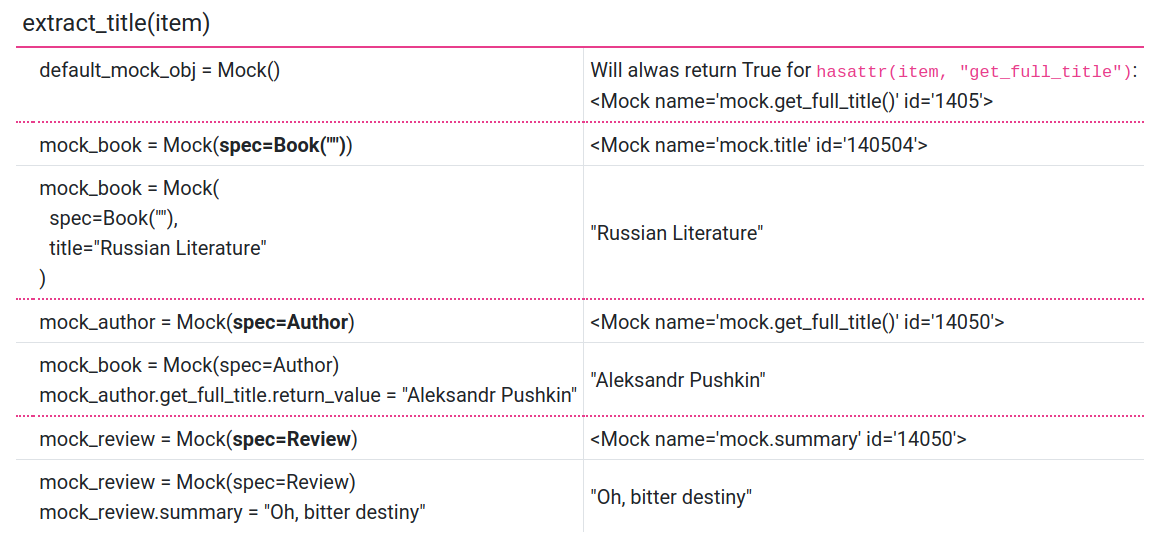 extract_title(item)
default_mock_obj = Mock()
Will alwas return True for hasattr(item, "get_full_title"):
<Mock name='mock.get_full_title()' id='1405'>
mock_book = Mock(spec=Book(""))
<Mock name='mock.title' id='140504'>
mock_book = Mock(
spec=Book(""),
title="Russian Literature"
)
"Russian Literature"
mock_author = Mock(spec=Author)
<Mock name='mock.get_full_title()' id='14050'>
mock_book = Mock(spec=Author)
mock_author.get_full_title.return_value = "Aleksandr Pushkin"
"Aleksandr Pushkin"
mock_review = Mock(spec=Review)
<Mock name='mock.summary' id='14050'>
mock_review = Mock(spec=Review)
mock_review.summary = "Oh, bitter destiny"
"Oh, bitter destiny"